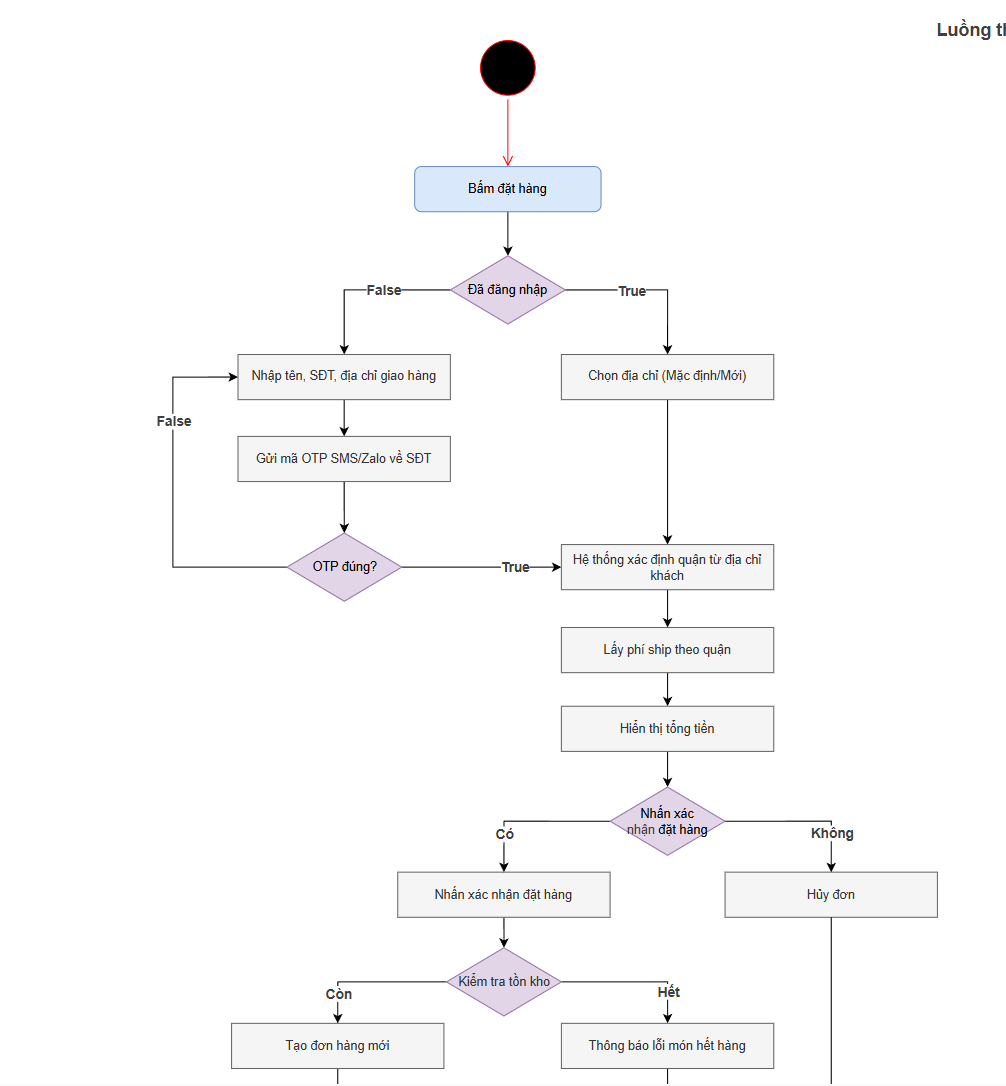 Luồng th
Bấm đặt hàng
Đã đăng nhập
False
True
Nhập tên, SĐT, địa chỉ giao hàng
Chọn địa chỉ (Mặc định/Mới)
False
Gửi mã OTP SMS/Zalo về SĐT
OTP đúng?
True
Hệ thống xác định quận từ địa chỉ
khách
Lấy phí ship theo quận
Hiển thị tổng tiền
Nhấn xác
nhận đặt hàng
Có
Không
Nhấn xác nhận đặt hàng
Hủy đơn
Kiểm tra tồn kho
Còn
Hết
Tạo đơn hàng mới
Thông báo lỗi món hết hàng